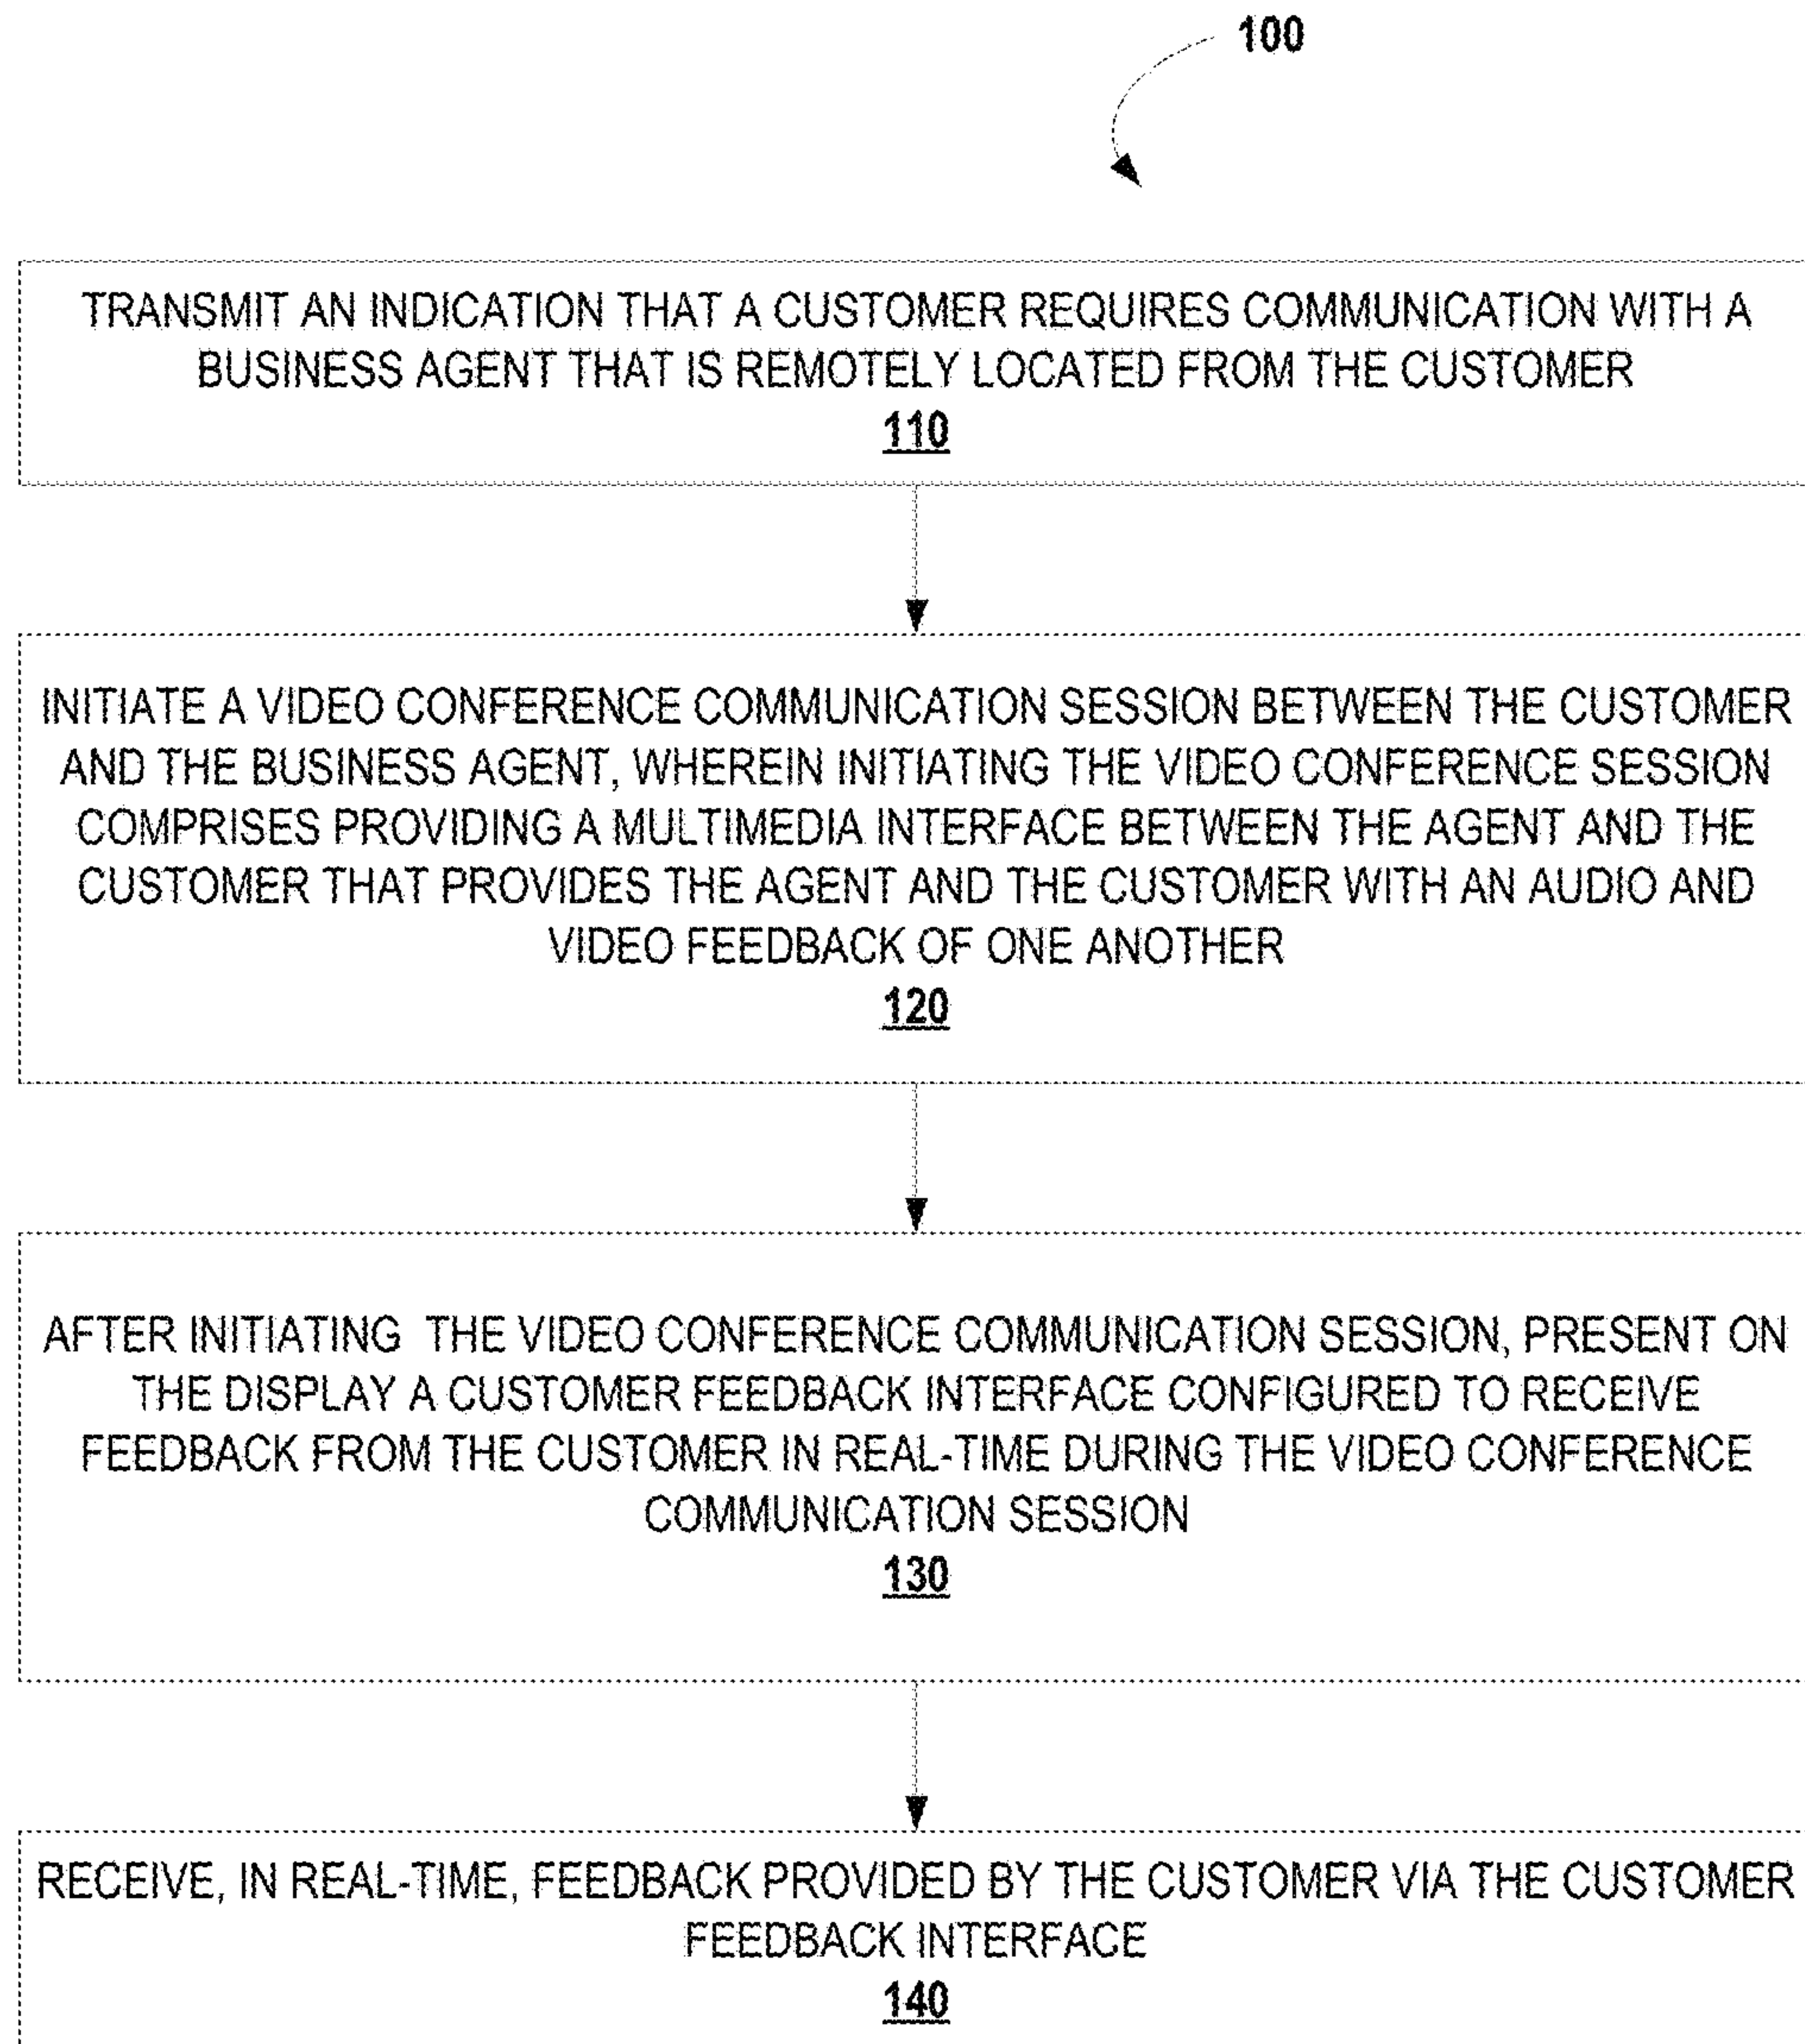 100
TRANSMIT AN INDICATION THAT A CUSTOMER REQUIRES COMMUNICATION WITH A
BUSINESS AGENT THAT IS REMOTELY LOCATED FROM THE CUSTOMER
110
INITIATE A VIDEO CONFERENCE COMMUNICATION SESSION BETWEEN THE CUSTOMER
AND THE BUSINESS AGENT, WHEREIN INITIATING THE VIDEO CONFERENCE SESSION
COMPRISES PROVIDING A MULTIMEDIA INTERFACE BETWEEN THE AGENT AND THE
CUSTOMER THAT PROVIDES THE AGENT AND THE CUSTOMER WITH AN AUDIO AND
VIDEO FEEDBACK OF ONE ANOTHER
120
AFTER INITIATING THE VIDEO CONFERENCE COMMUNICATION SESSION, PRESENT ON
THE DISPLAY A CUSTOMER FEEDBACK INTERFACE CONFIGURED TO RECEIVE
FEEDBACK FROM THE CUSTOMER IN REAL-TIME DURING THE VIDEO CONFERENCE
COMMUNICATION SESSION
130
RECEIVE, IN REAL-TIME, FEEDBACK PROVIDED BY THE CUSTOMER VIA THE CUSTOMER
FEEDBACK INTERFACE
140